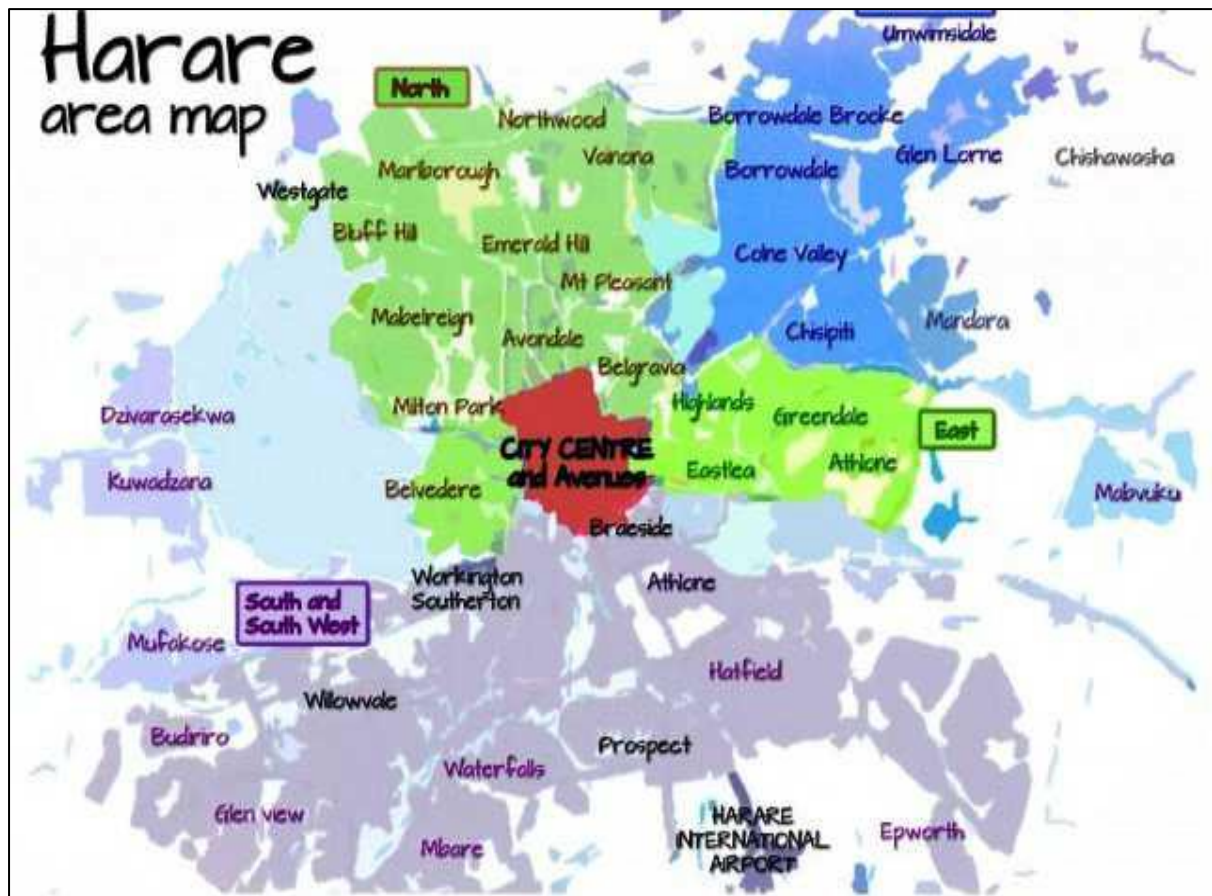 Harare
area map
Umwimsidale
North
Northwood
Borrowdale Brooke
Marlborough
Vainona
Borrowdale
Glen Lorne
Chishawasha
Westgate
Bluff Hill
Emerald Hill
Colne Valley
Mt Pleasant
Mabelreign
Avondale
Chisipiti
Mandara
Belgravia
Dzivarasekwa
Milton Park
Highlands
Greendale
East
CITY CENTRE
and Avenues
Kuwadzana
Belvedere
Eastlea
Athlone
Mabvuku
Braeside
Workington
Southerton
Athlone
South and
South West
Mufakose
Hatfield
Willowvale
Budiriro
Prospect
Waterfalls
Glen view
HARARE
INTERNATIONAL
AIRPORT
Mbare
Epworth